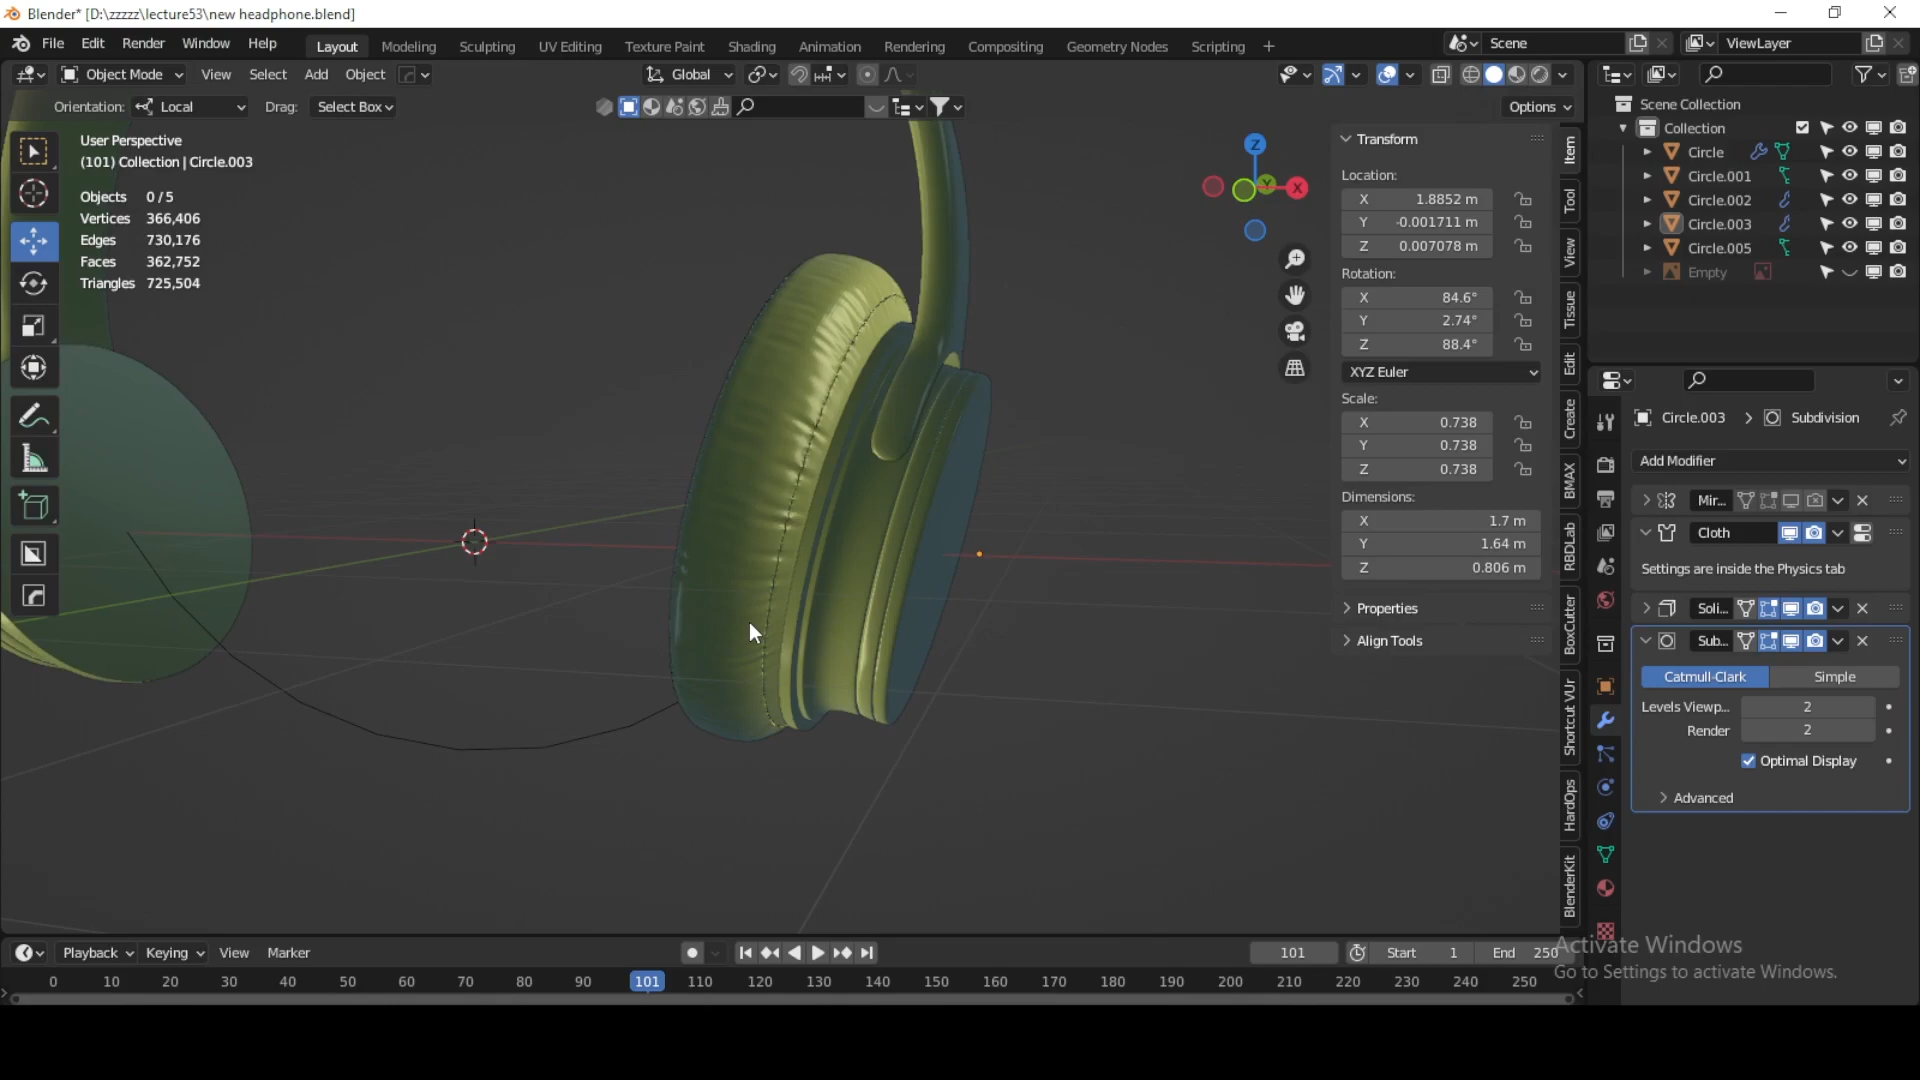 Blender* [D:\zzzzz\lecture53\new headphone.blend]
File Edit Render Window Help Layout Modeling Sculpting UV Editing Texture Paint Shading Animation Rendering Compositing Geometry Nodes Scripting + Scene ViewLayer
Object Mode View Select Add Object Global
Orientation: Local Drag: Select Box Options
User Perspective
(101) Collection | Circle.003
Objects 0/5
Vertices 366,406
Edges 730,176
Faces 362,752
Triangles 725,504
Z
Y
X
Transform
Location:
X 1.8852 m
Y -0.001711 m
Z 0.007078 m
Rotation:
X 84.6°
Y 2.74°
Z 88.4°
XYZ Euler
Scale:
X 0.738
Y 0.738
Z 0.738
Dimensions:
X 1.7 m
Y 1.64 m
Z 0.806 m
Properties
Align Tools
Item
Tool
View
Tissue
Edit
Create
BMAX
RBDLab
BoxCutter
Shortcut VUr
HardOps
BlenderKit
Scene Collection
Collection
Circle
Circle.001
Circle.002
Circle.003
Circle.005
Empty
Circle.003 > Subdivision
Add Modifier
Mir...
Cloth
Settings are inside the Physics tab
Soli...
Sub...
Catmull-Clark Simple
Levels Viewp... 2
Render 2
Optimal Display
Advanced
Playback Keying View Marker 101 Start 1 End 250
0 10 20 30 40 50 60 70 80 90 101 110 120 130 140 150 160 170 180 190 200 210 220 230 240 250
Activate Windows
Go to Settings to activate Windows.